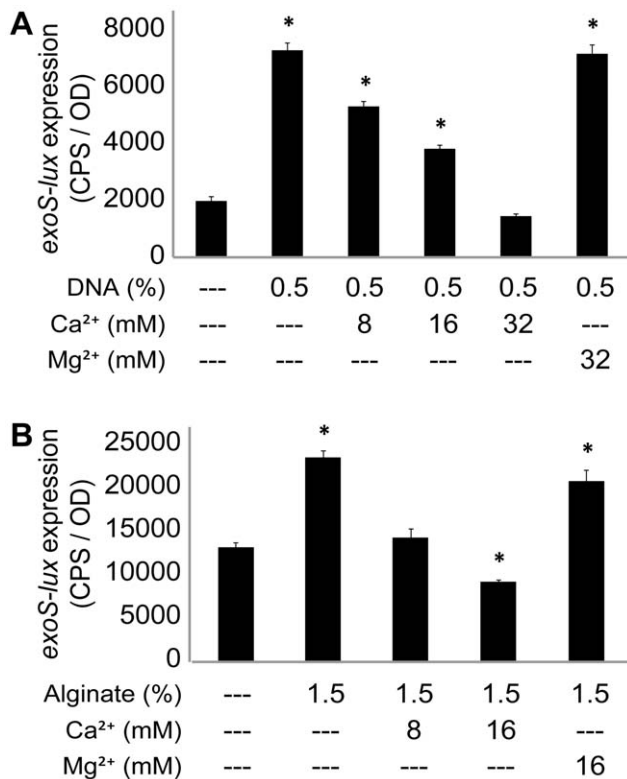 A
exoS-lux expression
(CPS / OD)
8000
6000
4000
2000
0
* * * *
DNA (%) --- 0.5 0.5 0.5 0.5 0.5
Ca²⁺ (mM) --- --- 8 16 32 ---
Mg²⁺ (mM) --- --- --- --- --- 32
B
exoS-lux expression
(CPS / OD)
25000
20000
15000
10000
5000
0
* * *
Alginate (%) --- 1.5 1.5 1.5 1.5
Ca²⁺ (mM) --- --- 8 16 ---
Mg²⁺ (mM) --- --- --- --- 16